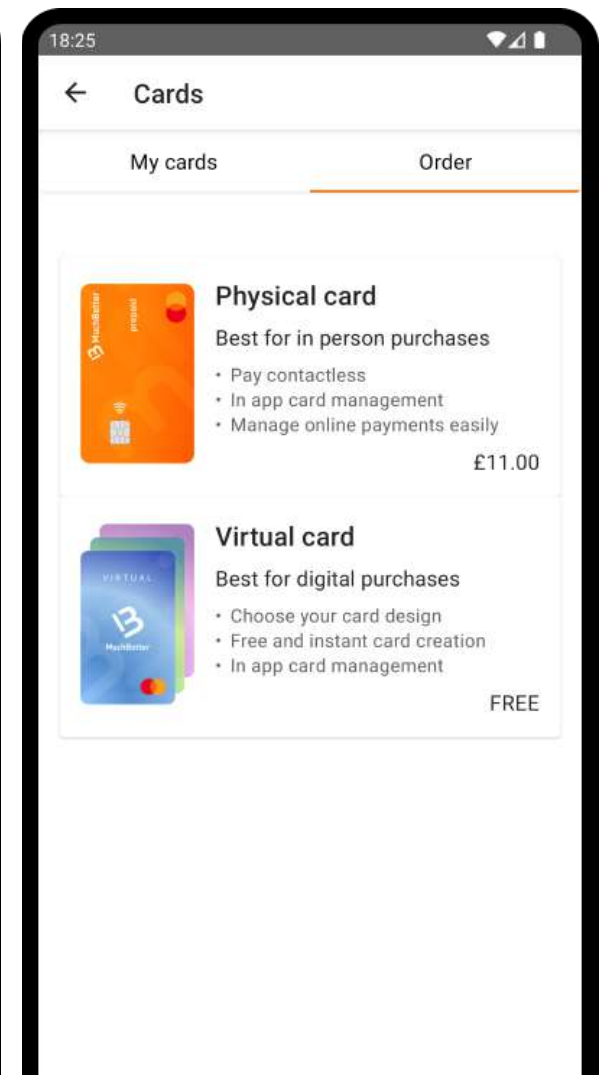 18:25
Cards
My cards
Order
MuchBetter
prepaid
Physical card
Best for in person purchases
• Pay contactless
• In app card management
• Manage online payments easily
£11.00
VIRTUAL
MuchBetter
Virtual card
Best for digital purchases
• Choose your card design
• Free and instant card creation
• In app card management
FREE